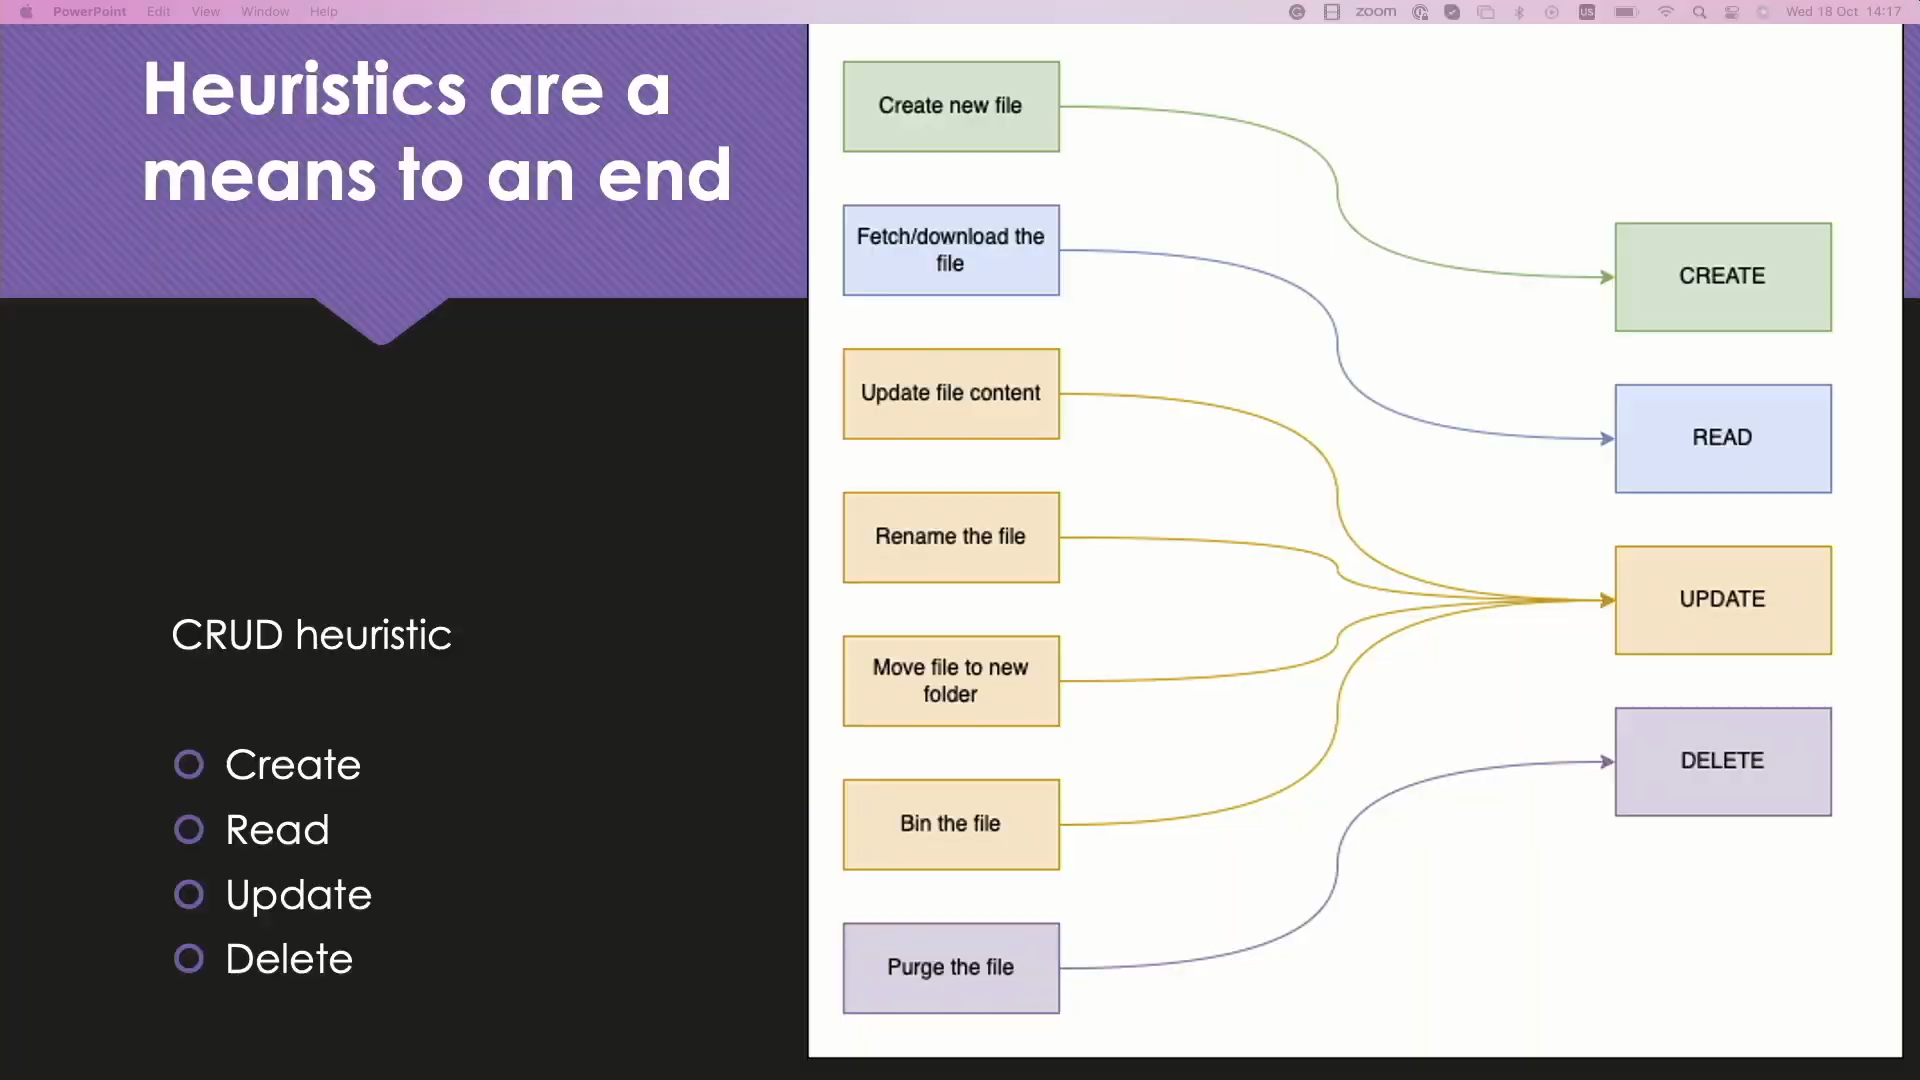 PowerPoint Edit View Window Help
zoom US Wed 18 Oct 14:17
Heuristics are a
means to an end
CRUD heuristic
Create
Read
Update
Delete
Create new file
Fetch/download the
file
Update file content
Rename the file
Move file to new
folder
Bin the file
Purge the file
CREATE
READ
UPDATE
DELETE